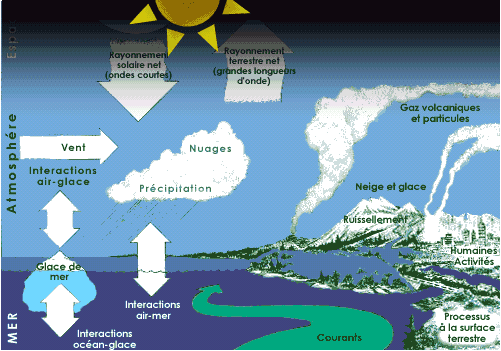 Espa
Rayonnement
solaire net
(ondes courtes)
Rayonnement
terrestre net
(grandes longueurs
d'onde)
Atmosphére
Gaz volcaniques
et particules
Vent
Nuages
Interactions
air-glace
Précipitation
Neige et glace
Ruissellement
Humaines
Activités
Glace de
mer
Interactions
air-mer
MER
Interactions
océan-glace
Courants
Processus
à la surface
terrestre